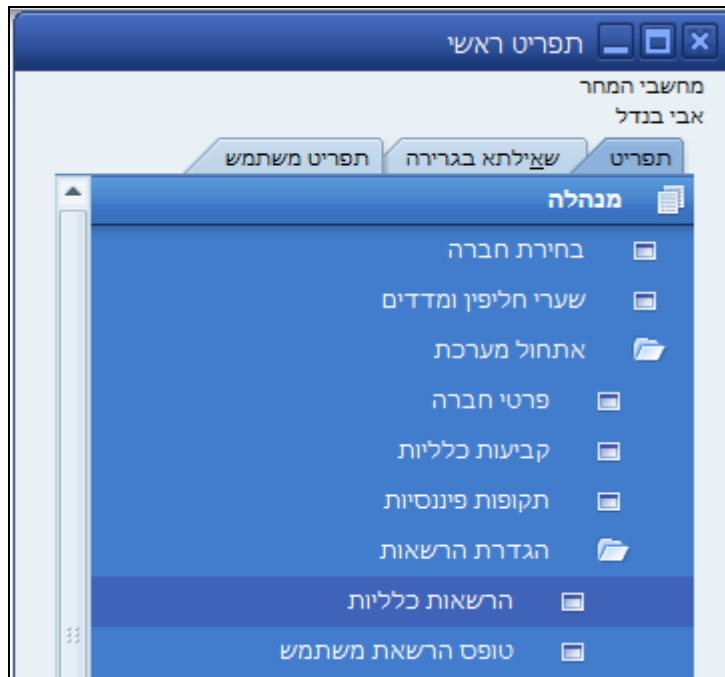 תפריט ראשי
מחשבי המחר
אבי בנדל
תפריט שאילתא בגרירה תפריט משתמש
מנהלה
בחירת חברה
שערי חליפין ומדדים
אתחול מערכת
פרטי חברה
קביעות כלליות
תקופות פיננסיות
הגדרת הרשאות
הרשאות כלליות
טופס הרשאת משתמש